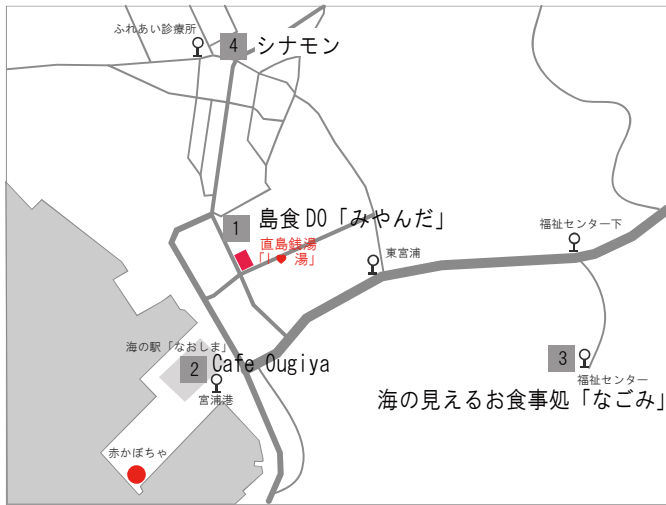 ふれあい診療所
4 シナモン
1 島食DO「みやんだ」
直島銭湯
「I ♥ 湯」
東宮浦
福祉センター下
海の駅「なおしま」
2 Cafe Ougiya
宮浦港
3
福祉センター
海の見えるお食事処「なごみ」
赤かぼちゃ